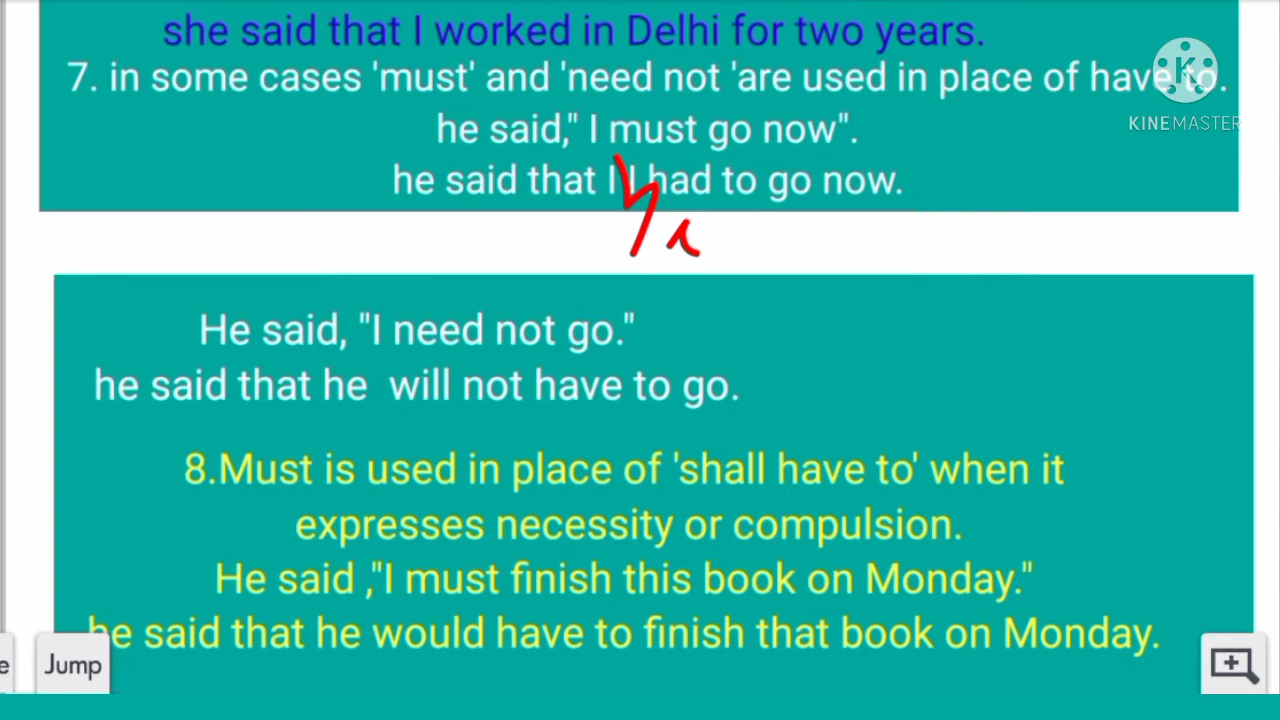 she said that I worked in Delhi for two years.
7. in some cases 'must' and 'need not 'are used in place of have to.
K
KINEMASTER
he said," I must go now".
he said that I I had to go now.
He said, "I need not go."
he said that he will not have to go.
8.Must is used in place of 'shall have to' when it
expresses necessity or compulsion.
He said ,"I must finish this book on Monday."
he said that he would have to finish that book on Monday.
e
Jump